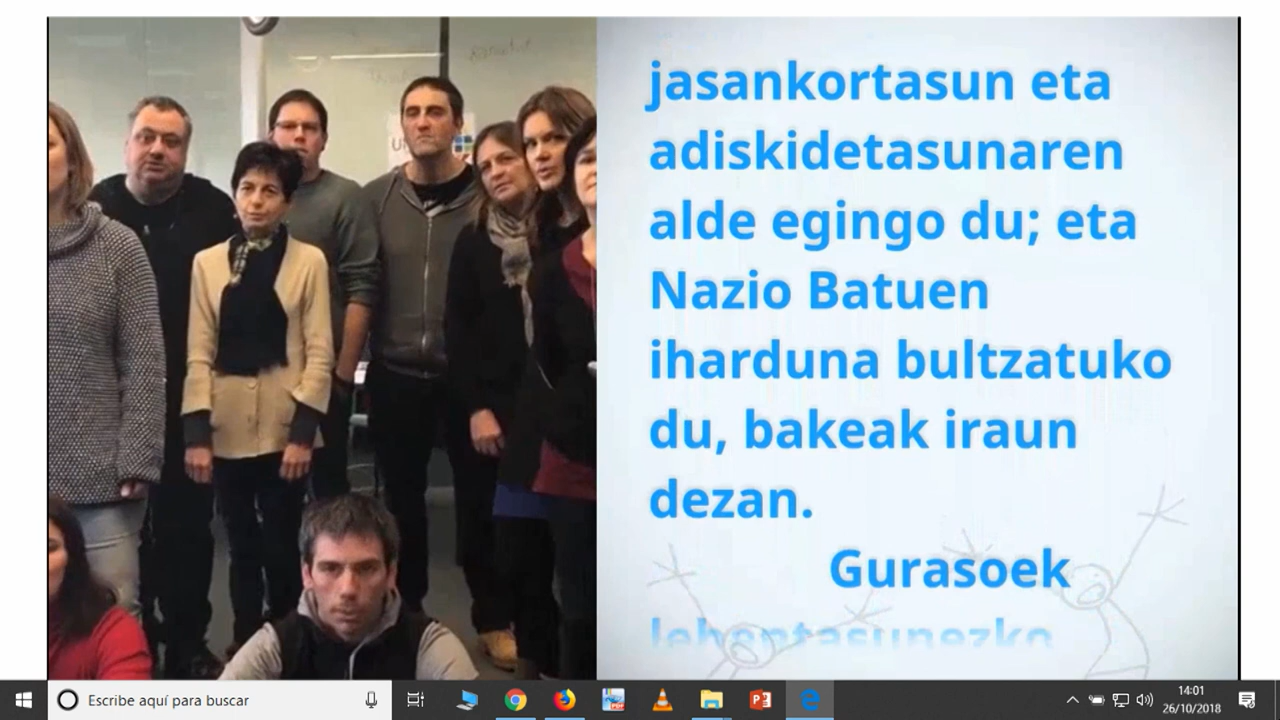 jasankortasun eta
adiskidetasunaren
alde egingo du; eta
Nazio Batuen
iharduna bultzatuko
du, bakeak iraun
dezan.
Gurasoek
lehentasunezko
Escribe aquí para buscar
14:01
26/10/2018